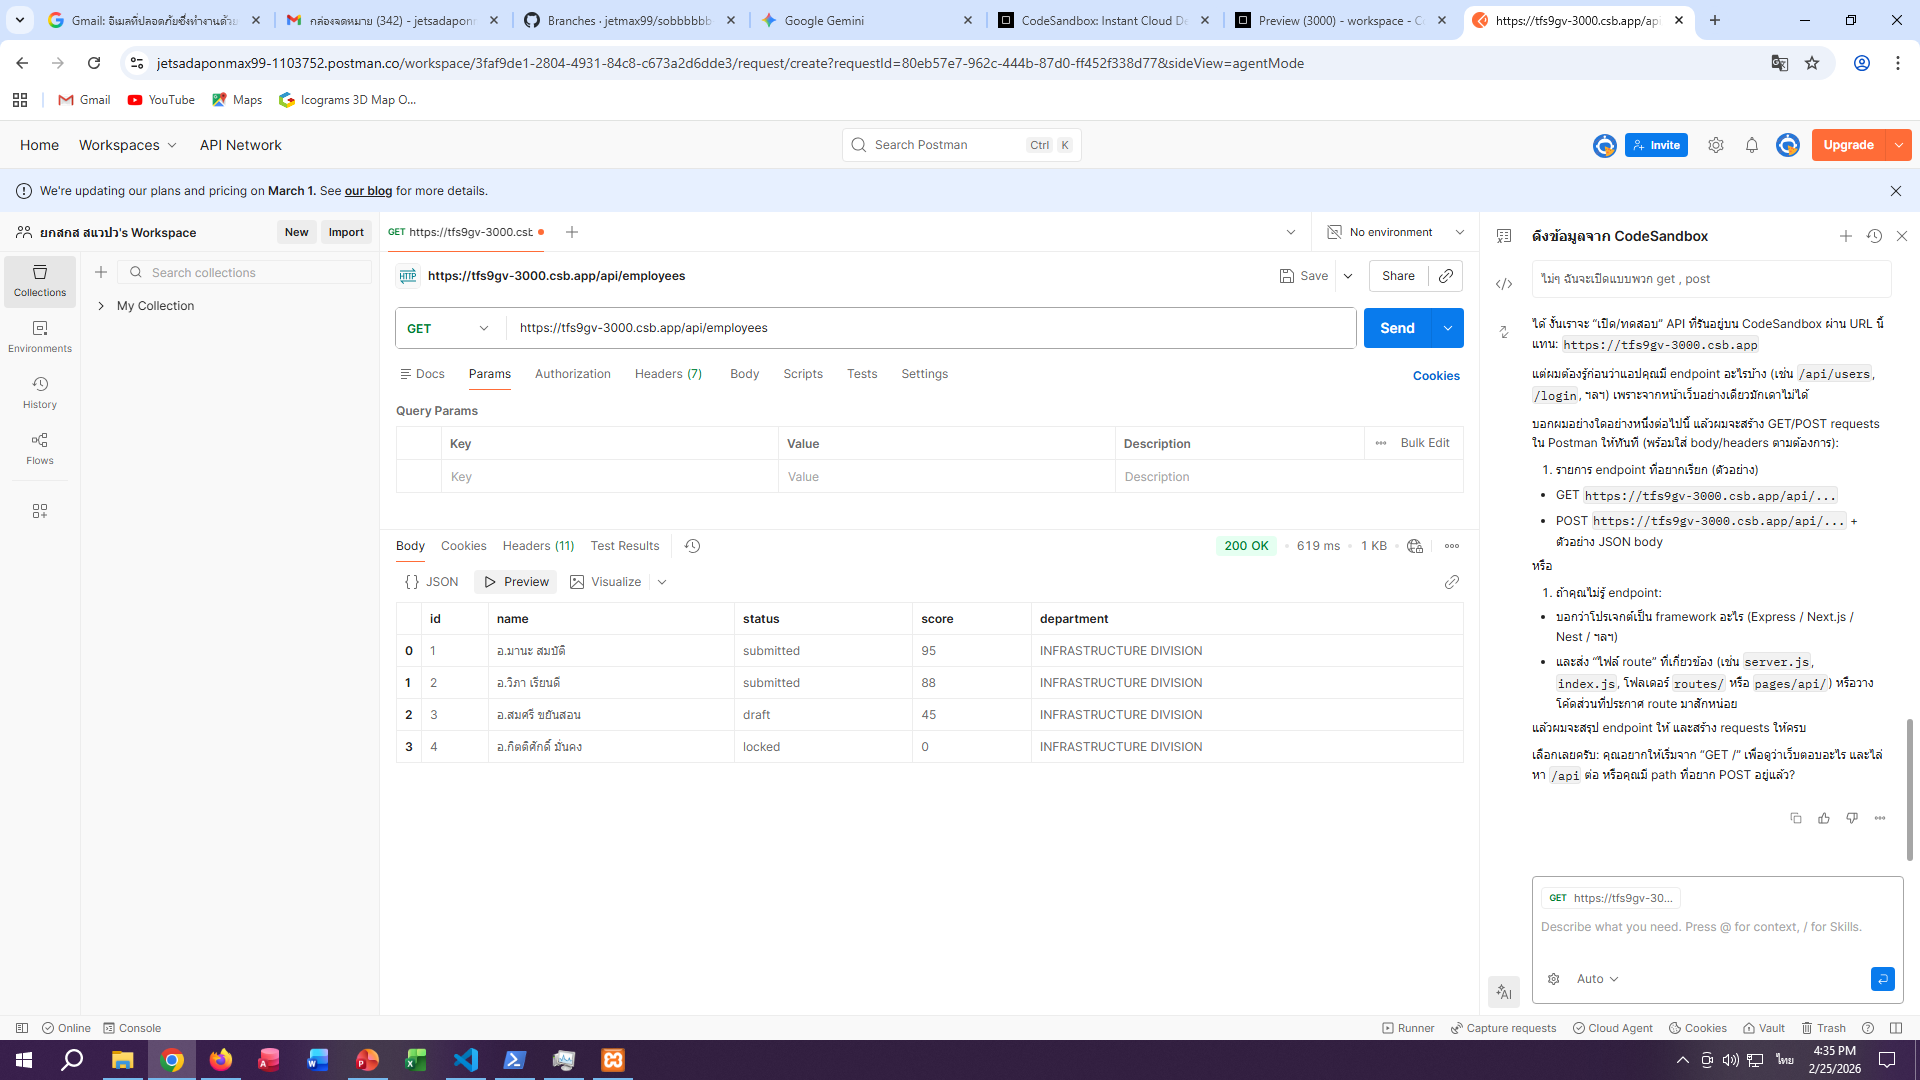 Gmail: อีเมลที่ปลอดภัยซึ่งทำงานด้วย
กล่องจดหมาย (342) - jetsadapon
Branches · jetmax99/sobbbbbb
Google Gemini
CodeSandbox: Instant Cloud De
Preview (3000) - workspace - C
https://tfs9gv-3000.csb.app/api
jetsadaponmax99-1103752.postman.co/workspace/3faf9de1-2804-4931-84c8-c673a2d6dde3/request/create?requestId=80eb57e7-962c-444b-87d0-ff452f338d77&sideView=agentMode
Gmail
YouTube
Maps
Icograms 3D Map O...
Home
Workspaces
API Network
Search Postman
Ctrl
K
Invite
Upgrade
We're updating our plans and pricing on March 1. See our blog for more details.
ยกสกส สแวปว's Workspace
New
Import
GET https://tfs9gv-3000.csb
No environment
Collections
Environments
History
Flows
Search collections
My Collection
HTTP
https://tfs9gv-3000.csb.app/api/employees
Save
Share
GET
https://tfs9gv-3000.csb.app/api/employees
Send
Docs
Params
Authorization
Headers (7)
Body
Scripts
Tests
Settings
Cookies
Query Params
Key Value Description
Bulk Edit
Key Value Description
Body
Cookies
Headers (11)
Test Results
200 OK
619 ms
1 KB
{ } JSON
Preview
Visualize
id name status score department
0 1 อ.มานะ สมบัติ submitted 95 INFRASTRUCTURE DIVISION
1 2 อ.วิภา เรียนดี submitted 88 INFRASTRUCTURE DIVISION
2 3 อ.สมศรี ขยันสอน draft 45 INFRASTRUCTURE DIVISION
3 4 อ.กิตติศักดิ์ มั่นคง locked 0 INFRASTRUCTURE DIVISION
ดึงข้อมูลจาก CodeSandbox
ไม่ๆ ฉันจะเปิดแบบพวก get , post
ได้ งั้นเราจะ “เปิด/ทดสอบ” API ที่รันอยู่บน CodeSandbox ผ่าน URL นี้
แทน: https://tfs9gv-3000.csb.app
แต่ผมต้องรู้ก่อนว่าแอปคุณมี endpoint อะไรบ้าง (เช่น /api/users,
/login, ฯลฯ) เพราะจากหน้าเว็บอย่างเดียวมักเดาไม่ได้
บอกผมอย่างใดอย่างหนึ่งต่อไปนี้ แล้วผมจะสร้าง GET/POST requests
ใน Postman ให้ทันที (พร้อมใส่ body/headers ตามต้องการ):
1. รายการ endpoint ที่อยากเรียก (ตัวอย่าง)
• GET https://tfs9gv-3000.csb.app/api/...
• POST https://tfs9gv-3000.csb.app/api/... +
ตัวอย่าง JSON body
หรือ
1. ถ้าคุณไม่รู้ endpoint:
• บอกว่าโปรเจกต์เป็น framework อะไร (Express / Next.js /
Nest / ฯลฯ)
• และส่ง “ไฟล์ route” ที่เกี่ยวข้อง (เช่น server.js,
index.js, โฟลเดอร์ routes/ หรือ pages/api/) หรือวาง
โค้ดส่วนที่ประกาศ route มาสักหน่อย
แล้วผมจะสรุป endpoint ให้ และสร้าง requests ให้ครบ
เลือกเลยครับ: คุณอยากให้เริ่มจาก “GET /” เพื่อดูว่าเว็บตอบอะไร และไล่
หา /api ต่อ หรือคุณมี path ที่อยาก POST อยู่แล้ว?
GET https://tfs9gv-30...
Describe what you need. Press @ for context, / for Skills.
Auto
AI
Online
Console
Runner
Capture requests
Cloud Agent
Cookies
Vault
Trash
ไทย
4:35 PM
2/25/2026